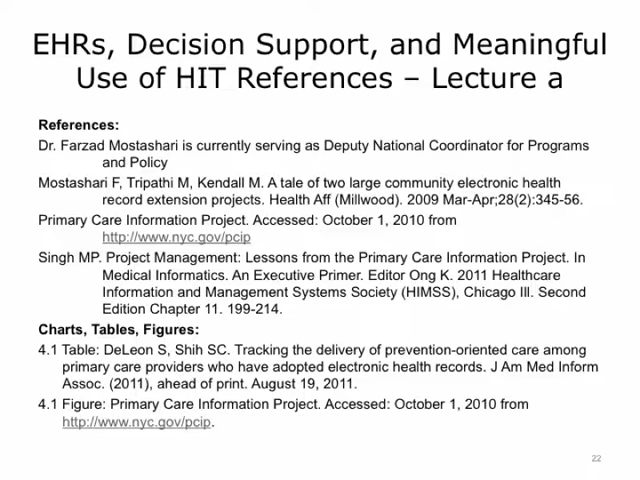 EHRs, Decision Support, and Meaningful
Use of HIT References – Lecture a
References:
Dr. Farzad Mostashari is currently serving as Deputy National Coordinator for Programs
and Policy
Mostashari F, Tripathi M, Kendall M. A tale of two large community electronic health
record extension projects. Health Aff (Millwood). 2009 Mar-Apr;28(2):345-56.
Primary Care Information Project. Accessed: October 1, 2010 from
http://www.nyc.gov/pcip
Singh MP. Project Management: Lessons from the Primary Care Information Project. In
Medical Informatics. An Executive Primer. Editor Ong K. 2011 Healthcare
Information and Management Systems Society (HIMSS), Chicago Ill. Second
Edition Chapter 11. 199-214.
Charts, Tables, Figures:
4.1 Table: DeLeon S, Shih SC. Tracking the delivery of prevention-oriented care among
primary care providers who have adopted electronic health records. J Am Med Inform
Assoc. (2011), ahead of print. August 19, 2011.
4.1 Figure: Primary Care Information Project. Accessed: October 1, 2010 from
http://www.nyc.gov/pcip.
22